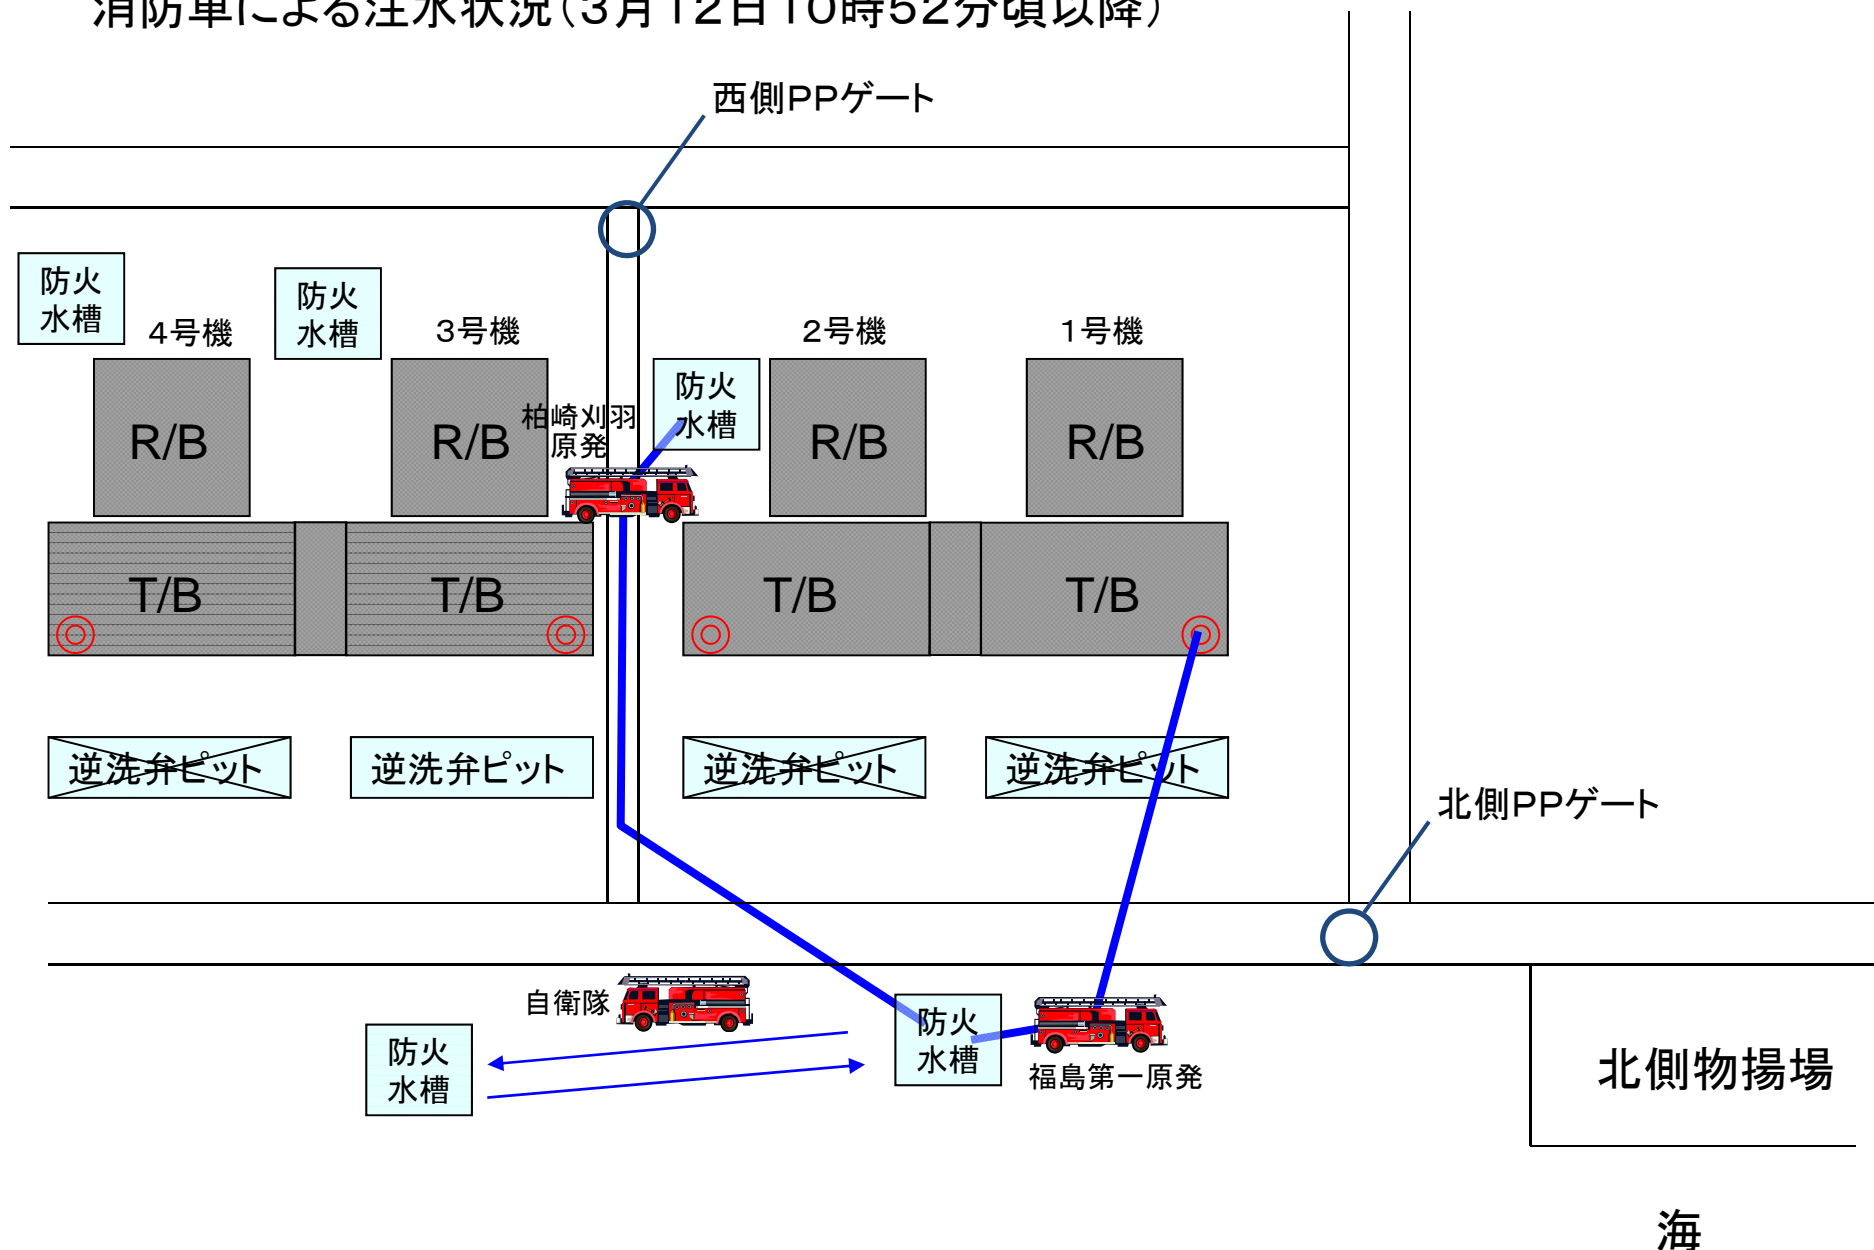 消防車による注水状況(3月12日10時52分頃以降)
西側PPゲート
防火
水槽
4号機
防火
水槽
3号機
防火
水槽
2号機
1号機
R/B
R/B
柏崎刈羽
原発
R/B
R/B
T/B
T/B
T/B
T/B
逆洗弁ピット
逆洗弁ピット
逆洗弁ピット
逆洗弁ピット
北側PPゲート
自衛隊
防火
水槽
防火
水槽
福島第一原発
北側物揚場
海